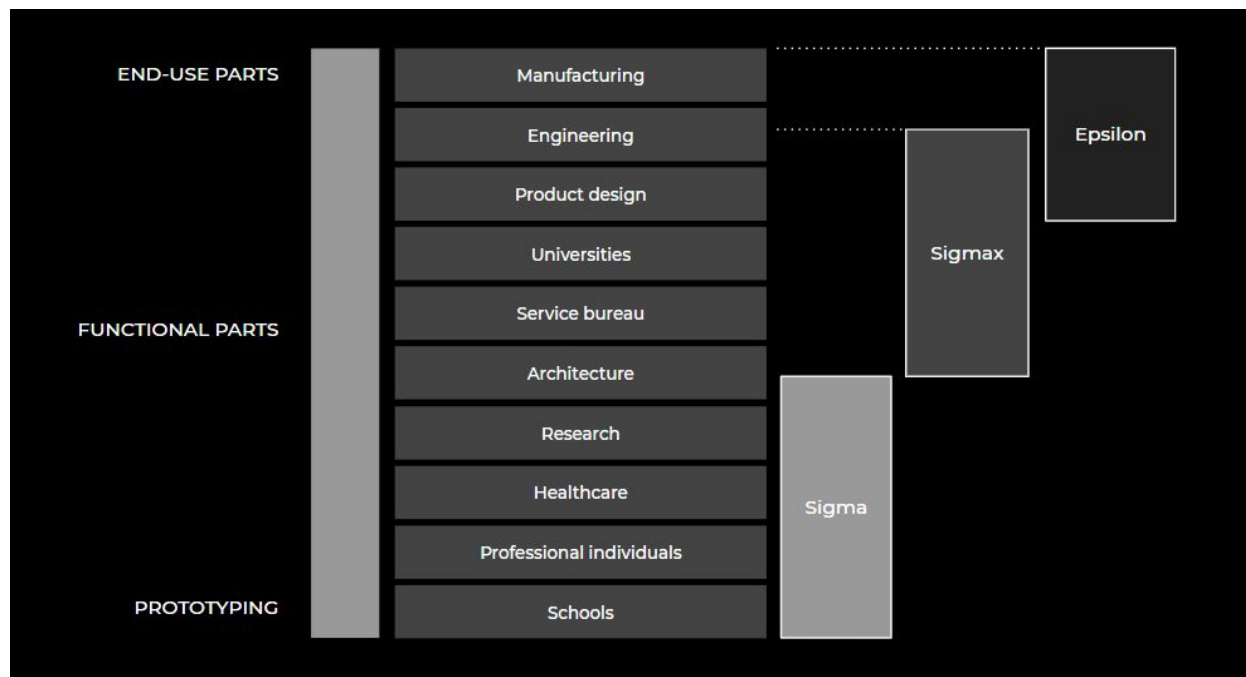 END-USE PARTS
Manufacturing
Engineering
Epsilon
Product design
Universities
Sigmax
Service bureau
FUNCTIONAL PARTS
Architecture
Research
Healthcare
Sigma
Professional individuals
PROTOTYPING
Schools